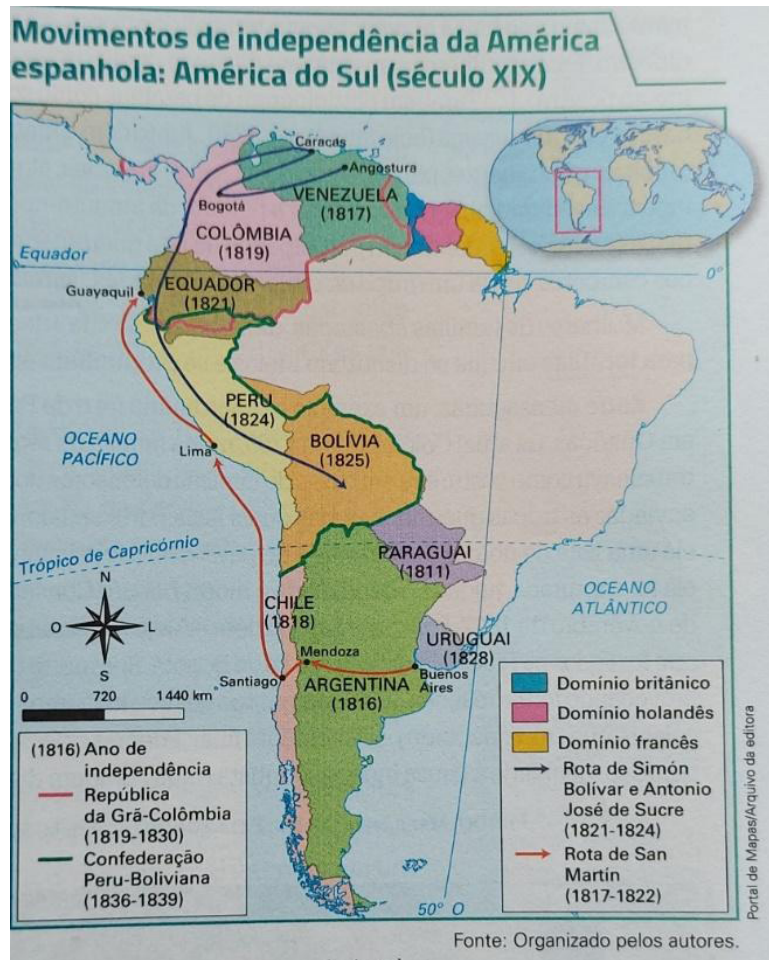 Movimentos de independência da América
espanhola: América do Sul (século XIX)
Caracas
Angostura
Bogotá
VENEZUELA
(1817)
COLÔMBIA
(1819)
Equador
0°
Guayaquil
EQUADOR
(1821)
PERU
(1824)
OCEANO
PACÍFICO
Lima
BOLÍVIA
(1825)
Trópico de Capricórnio
PARAGUAI
(1811)
OCEANO
ATLÂNTICO
N
O
L
S
CHILE
(1818)
URUGUAI
(1828)
Mendoza
Santiago
Buenos
Aires
ARGENTINA
(1816)
0 720 1440 km
50° O
(1816) Ano de
independência
República
da Grã-Colômbia
(1819-1830)
Confederação
Peru-Boliviana
(1836-1839)
Domínio britânico
Domínio holandês
Domínio francês
Rota de Simón
Bolívar e Antonio
José de Sucre
(1821-1824)
Rota de San
Martín
(1817-1822)
Portal de Mapas/Arquivo da editora
Fonte: Organizado pelos autores.